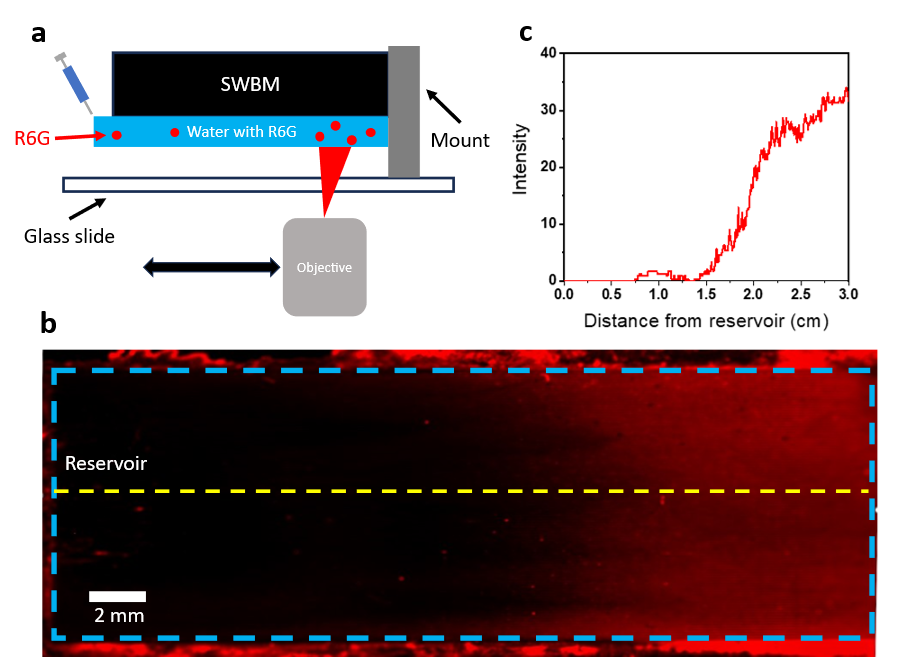 a
SWBM
R6G
Water with R6G
Mount
Glass slide
Objective
c
40
30
20
10
0
Intensity
0.0 0.5 1.0 1.5 2.0 2.5 3.0
Distance from reservoir (cm)
b
Reservoir
2 mm